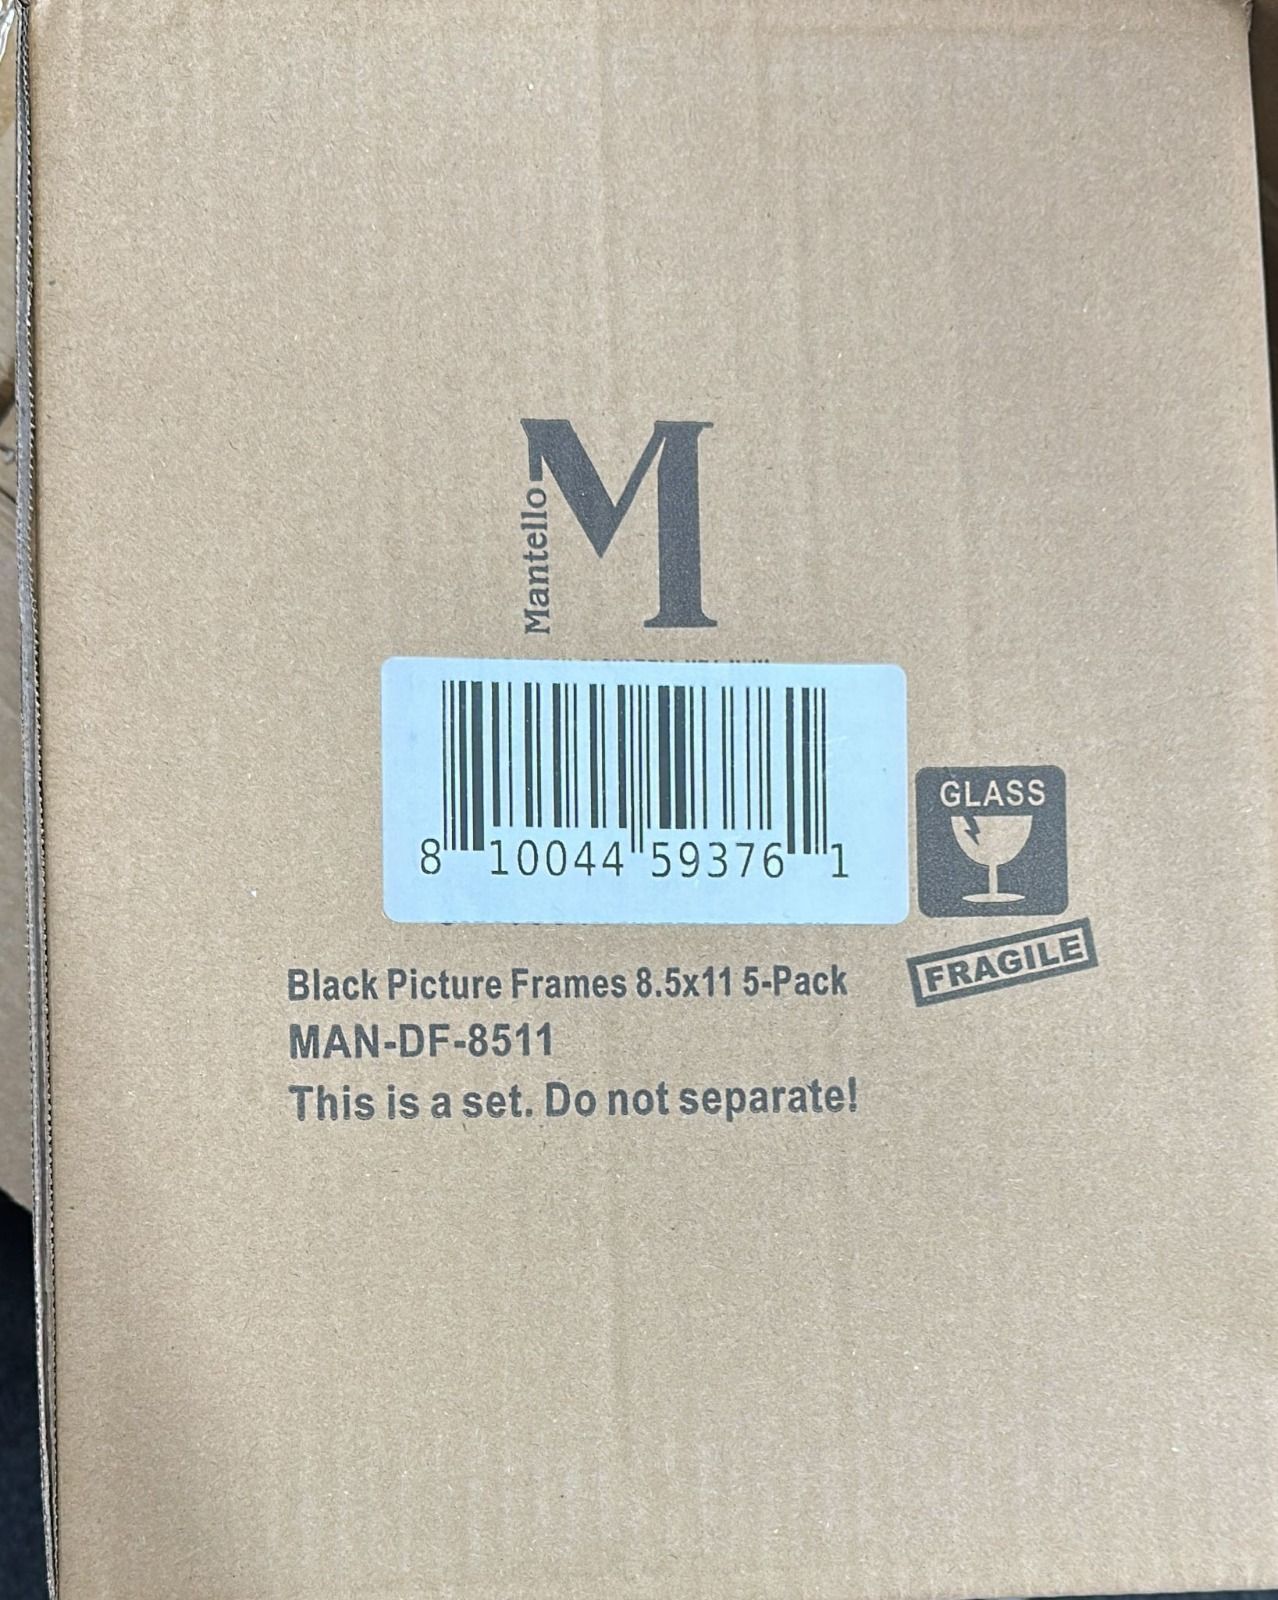 M
Mantello
8 10044 59376 1
GLASS
FRAGILE
Black Picture Frames 8.5x11 5-Pack
MAN-DF-8511
This is a set. Do not separate!